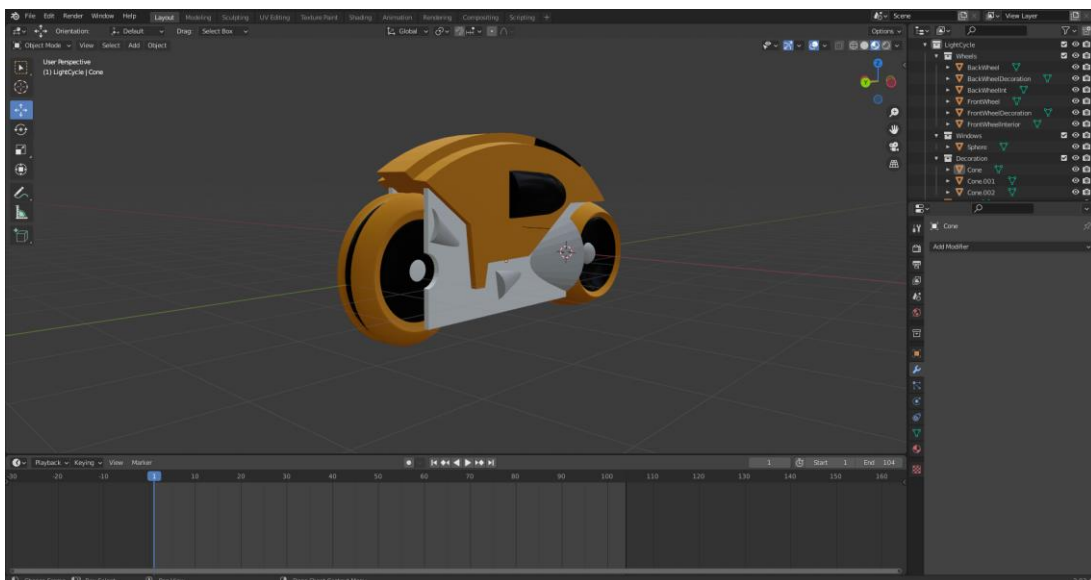 File Edit Render Window Help Layout Modeling Sculpting UV Editing Texture Paint Shading Animation Rendering Compositing Scripting + Scene View Layer
Orientation: Default Drag: Select Box Global Options
Object Mode View Select Add Object
User Perspective
(1) LightCycle | Cone
Z
Y
LightCycle
Wheels
BackWheel
BackWheelDecoration
BackWheelInt
FrontWheel
FrontWheelDecoration
FrontWheelInterior
Windows
Sphere
Decoration
Cone
Cone.001
Cone.002
Cone
Add Modifier
Playback Keying View Marker 1 Start 1 End 104
-20 -10 1 10 20 30 40 50 60 70 80 90 100 110 120 130 140 150 160